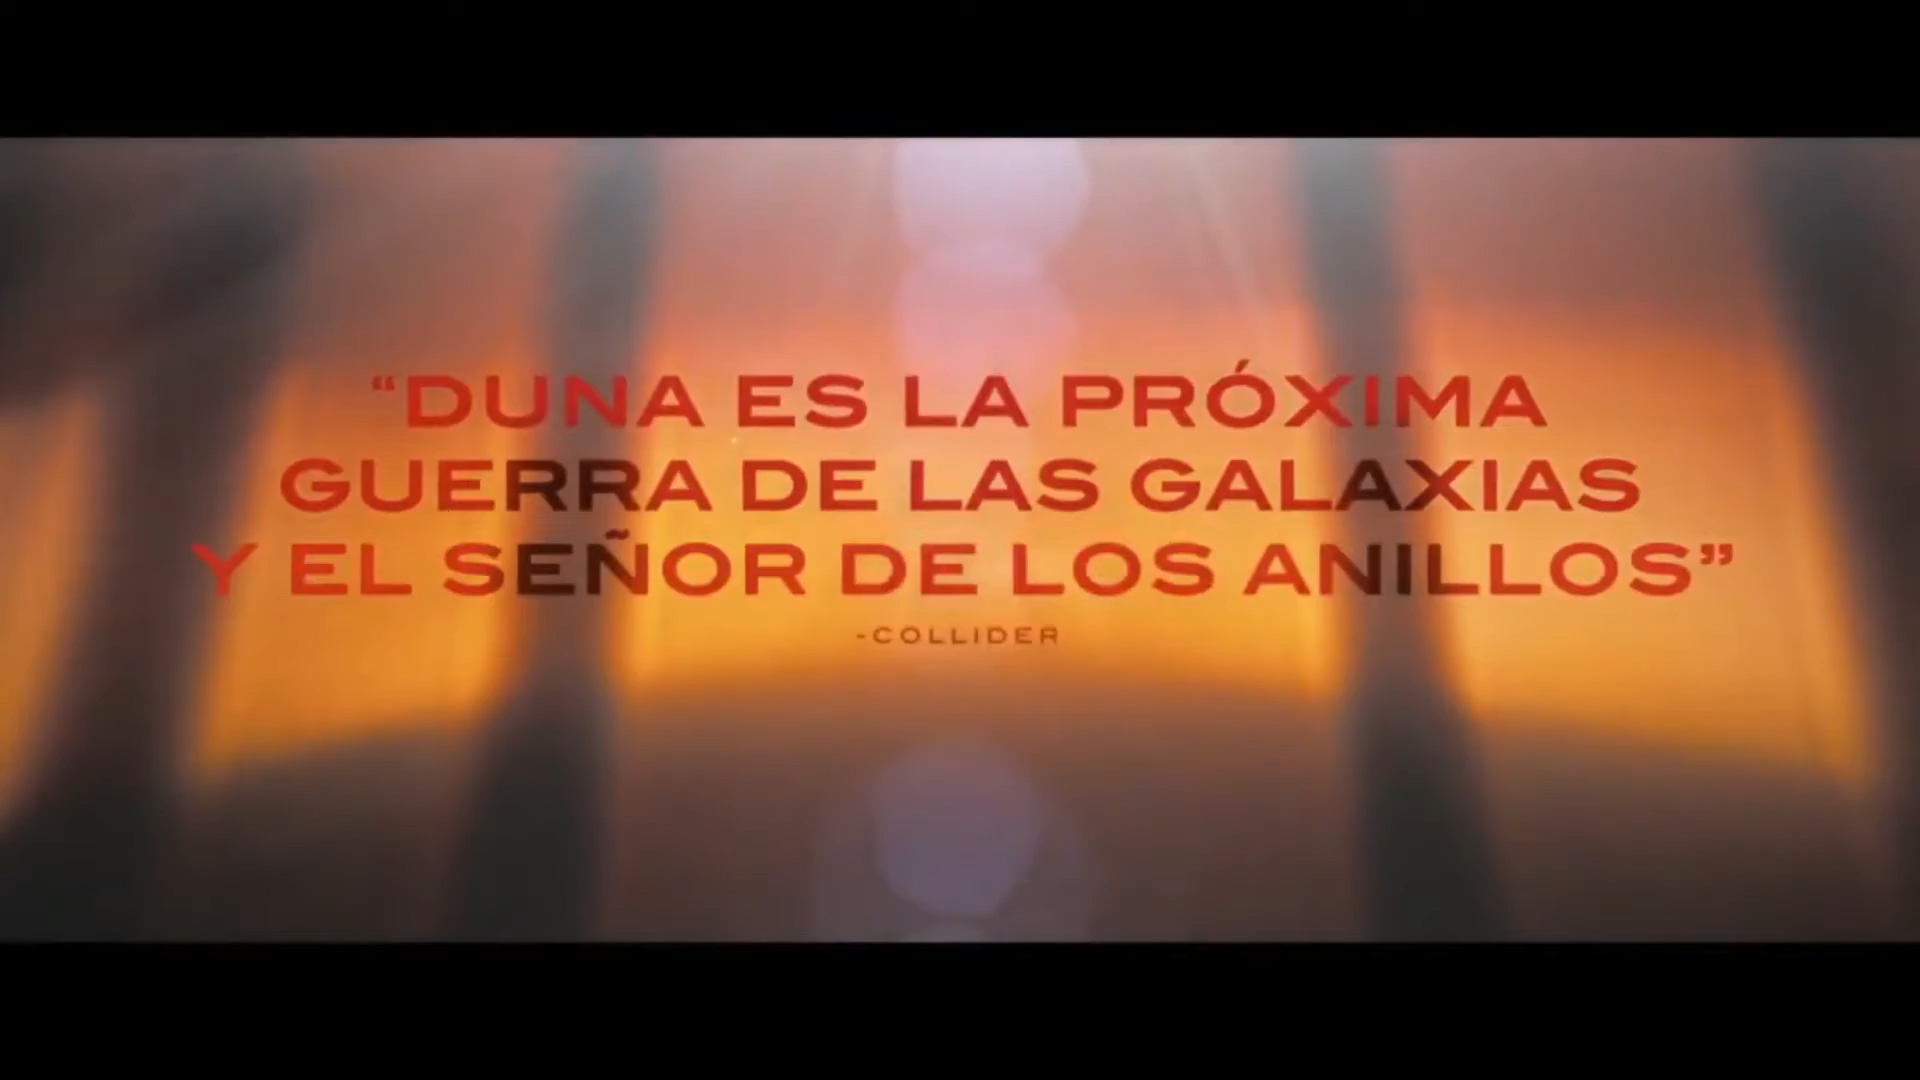 “DUNA ES LA PRÓXIMA
GUERRA DE LAS GALAXIAS
Y EL SEÑOR DE LOS ANILLOS”
-COLLIDER